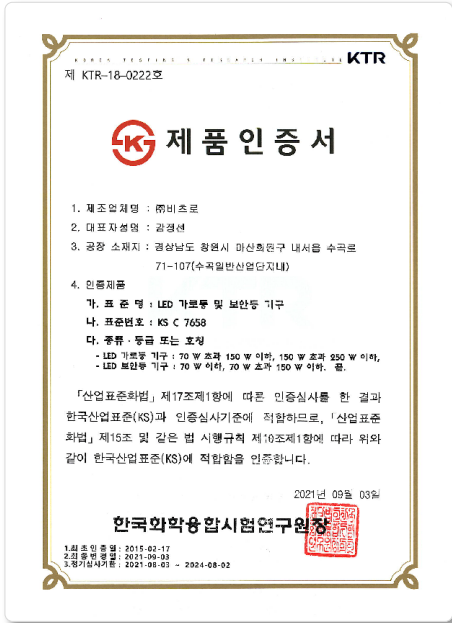 KOREA TESTING & RESEARCH INSTITUTE KTR
제 KTR-18-0222호
제품인증서
1. 제조업체명 : ㈜비츠로
2. 대표자성명 : 김정선
3. 공장 소재지 : 경상남도 창원시 마산회원구 내서읍 수곡로
71-107(수곡일반산업단지내)
4. 인증제품
가. 표 준 명 : LED 가로등 및 보안등 기구
나. 표준번호 : KS C 7658
다. 종류·등급 또는 호칭
- LED 가로등 기구 : 70 W 초과 150 W 이하, 150 W 초과 250 W 이하,
- LED 보안등 기구 : 70 W 이하, 70 W 초과 150 W 이하. 끝.
「산업표준화법」 제17조제1항에 따른 인증심사를 한 결과
한국산업표준(KS)과 인증심사기준에 적합하므로, 「산업표준
화법」 제15조 및 같은 법 시행규칙 제10조제1항에 따라 위와
같이 한국산업표준(KS)에 적합함을 인증합니다.
2021년 09월 03일
한국화학융합시험연구원장
1.최초인증일 : 2015-02-17
2.최종변경일 : 2021-09-03
3.정기심사기한 : 2021-08-03 ~ 2024-08-02